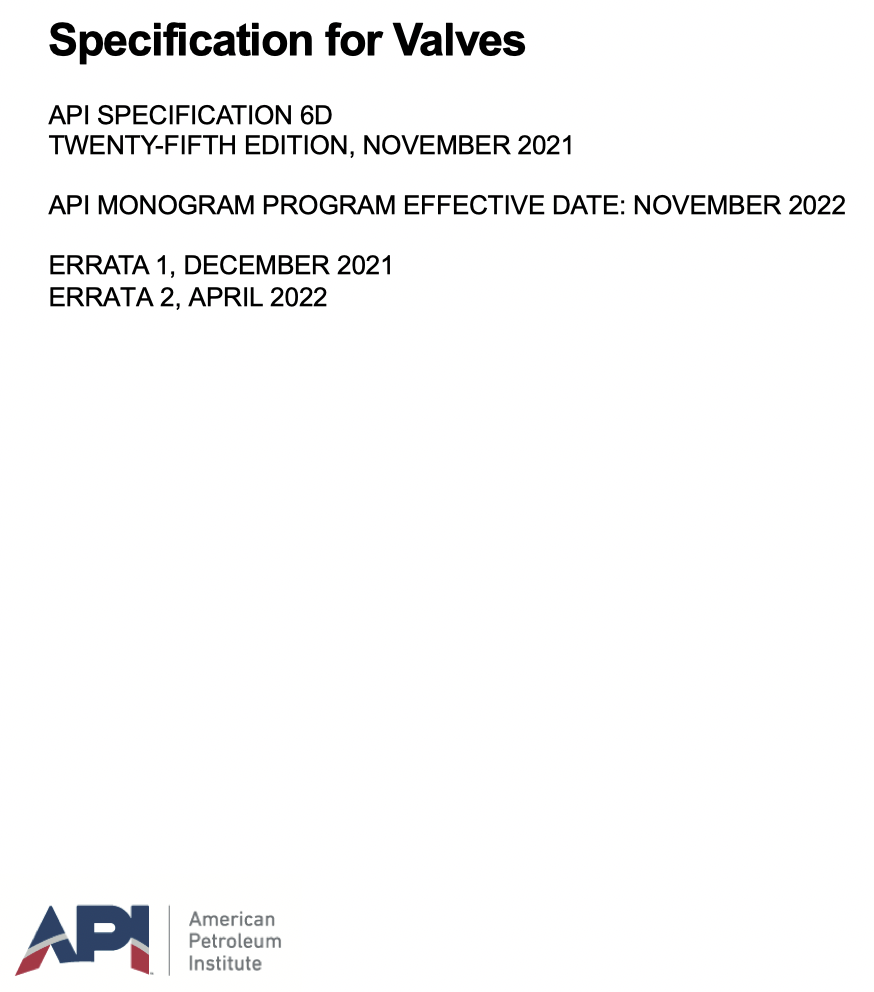 Specification for Valves
API SPECIFICATION 6D
TWENTY-FIFTH EDITION, NOVEMBER 2021
API MONOGRAM PROGRAM EFFECTIVE DATE: NOVEMBER 2022
ERRATA 1, DECEMBER 2021
ERRATA 2, APRIL 2022
API
American
Petroleum
Institute